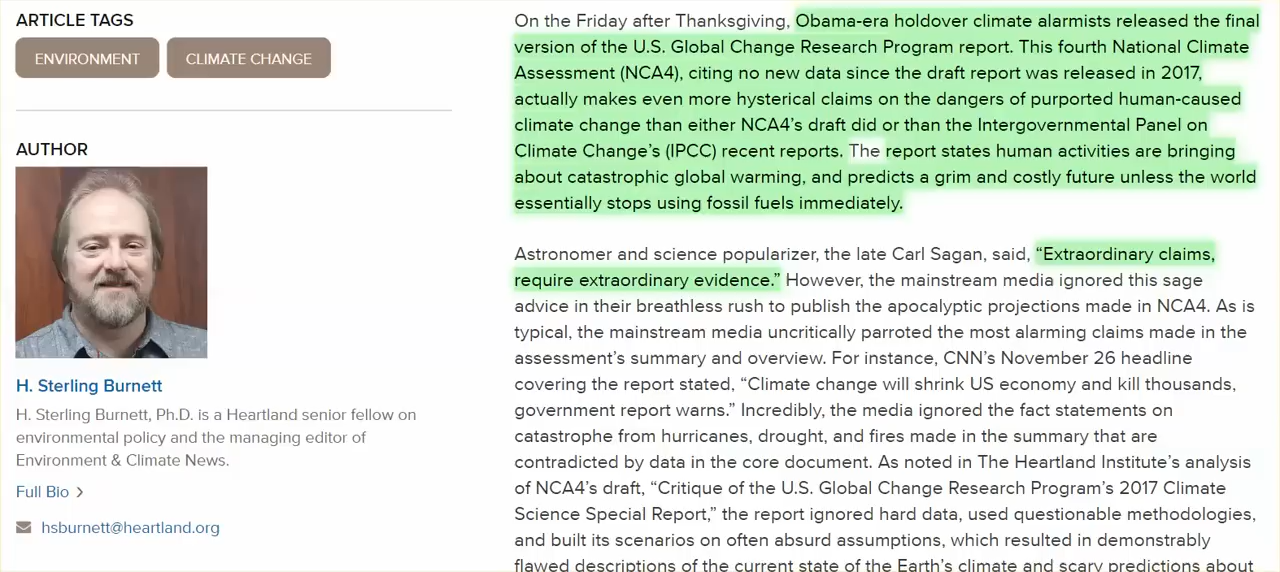 ARTICLE TAGS
ENVIRONMENT
CLIMATE CHANGE
AUTHOR
H. Sterling Burnett
H. Sterling Burnett, Ph.D. is a Heartland senior fellow on
environmental policy and the managing editor of
Environment & Climate News.
Full Bio >
hsburnett@heartland.org
On the Friday after Thanksgiving, Obama-era holdover climate alarmists released the final
version of the U.S. Global Change Research Program report. This fourth National Climate
Assessment (NCA4), citing no new data since the draft report was released in 2017,
actually makes even more hysterical claims on the dangers of purported human-caused
climate change than either NCA4’s draft did or than the Intergovernmental Panel on
Climate Change’s (IPCC) recent reports. The report states human activities are bringing
about catastrophic global warming, and predicts a grim and costly future unless the world
essentially stops using fossil fuels immediately.
Astronomer and science popularizer, the late Carl Sagan, said, “Extraordinary claims,
require extraordinary evidence.” However, the mainstream media ignored this sage
advice in their breathless rush to publish the apocalyptic projections made in NCA4. As is
typical, the mainstream media uncritically parroted the most alarming claims made in the
assessment’s summary and overview. For instance, CNN’s November 26 headline
covering the report stated, “Climate change will shrink US economy and kill thousands,
government report warns.” Incredibly, the media ignored the fact statements on
catastrophe from hurricanes, drought, and fires made in the summary that are
contradicted by data in the core document. As noted in The Heartland Institute’s analysis
of NCA4’s draft, “Critique of the U.S. Global Change Research Program’s 2017 Climate
Science Special Report,” the report ignored hard data, used questionable methodologies,
and built its scenarios on often absurd assumptions, which resulted in demonstrably
flawed descriptions of the current state of the Earth’s climate and scary predictions about